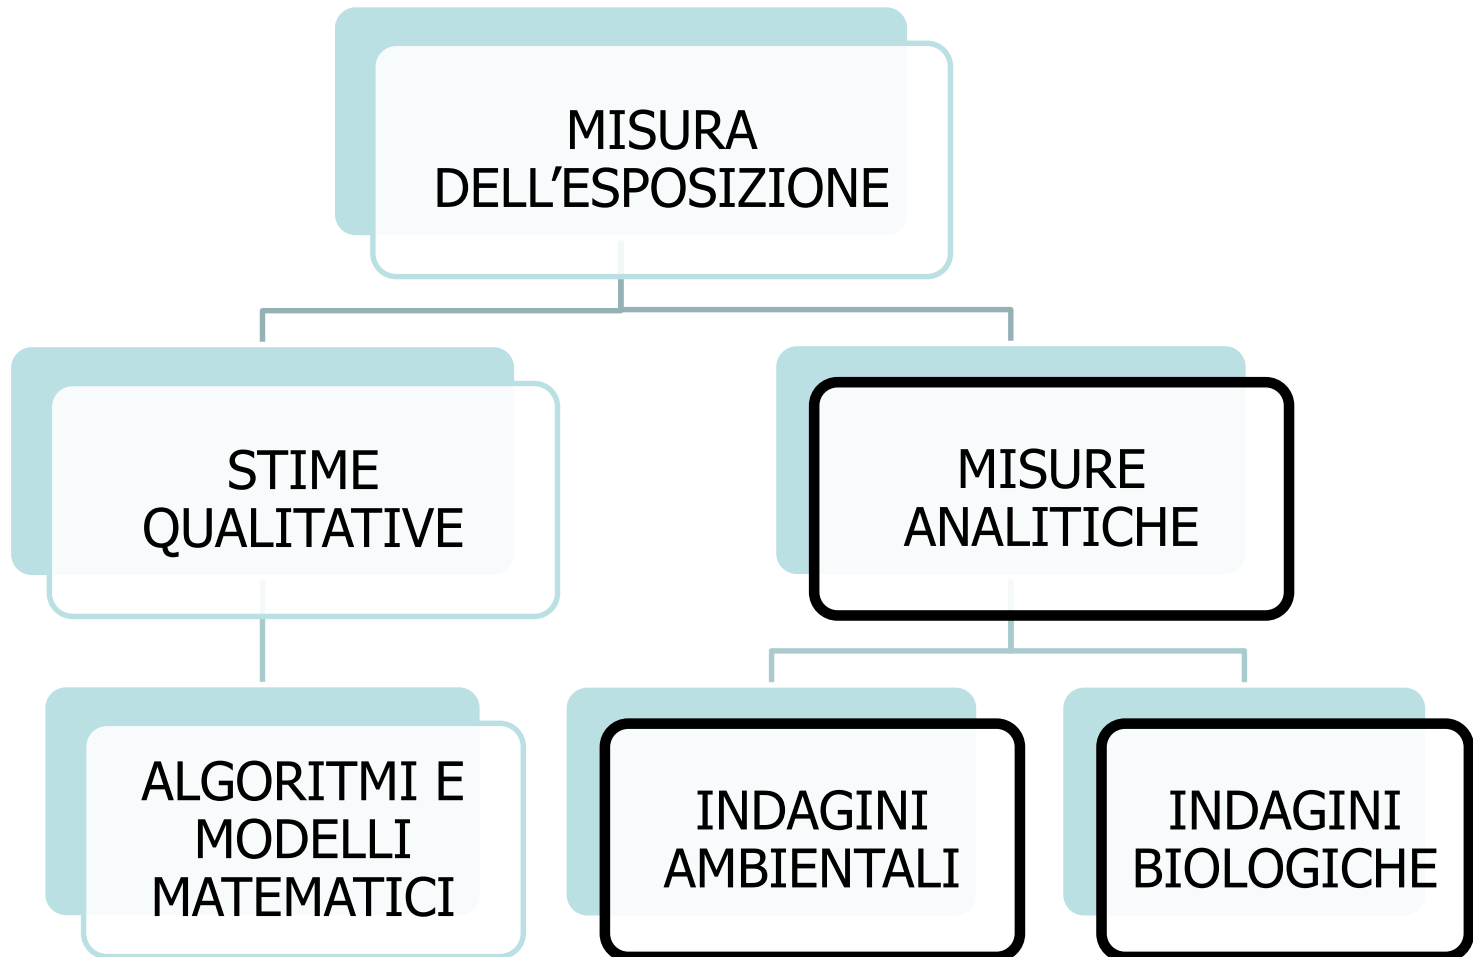 MISURA
DELL’ESPOSIZIONE
STIME
QUALITATIVE
MISURE
ANALITICHE
ALGORITMI E
MODELLI
MATEMATICI
INDAGINI
AMBIENTALI
INDAGINI
BIOLOGICHE